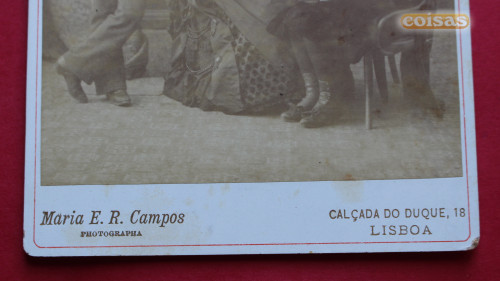 coisas
Maria E. R. Campos
PHOTOGRAPHA
CALÇADA DO DUQUE, 18
LISBOA